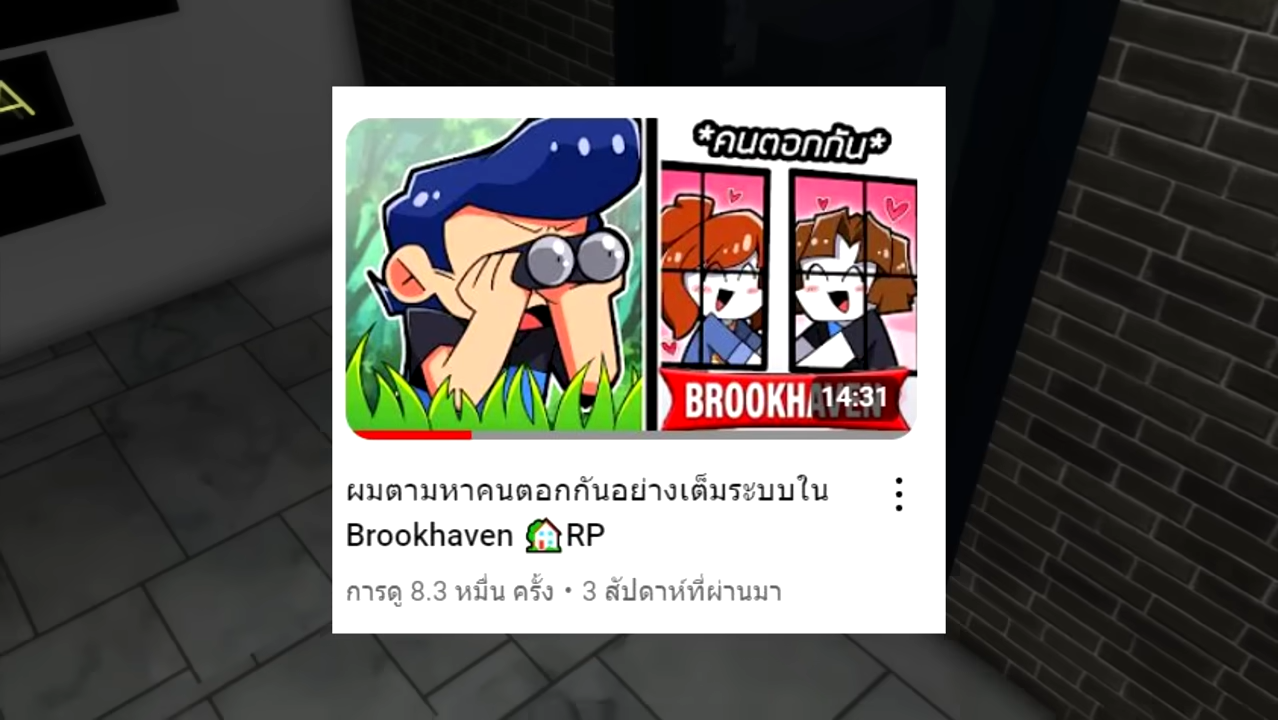 A
*คนตอกกัน*
BROOKHAVEN
14:31
ผมตามหาคนตอกกันอย่างเต็มระบบใน
Brookhaven 🏡RP
การดู 8.3 หมื่น ครั้ง • 3 สัปดาห์ที่ผ่านมา